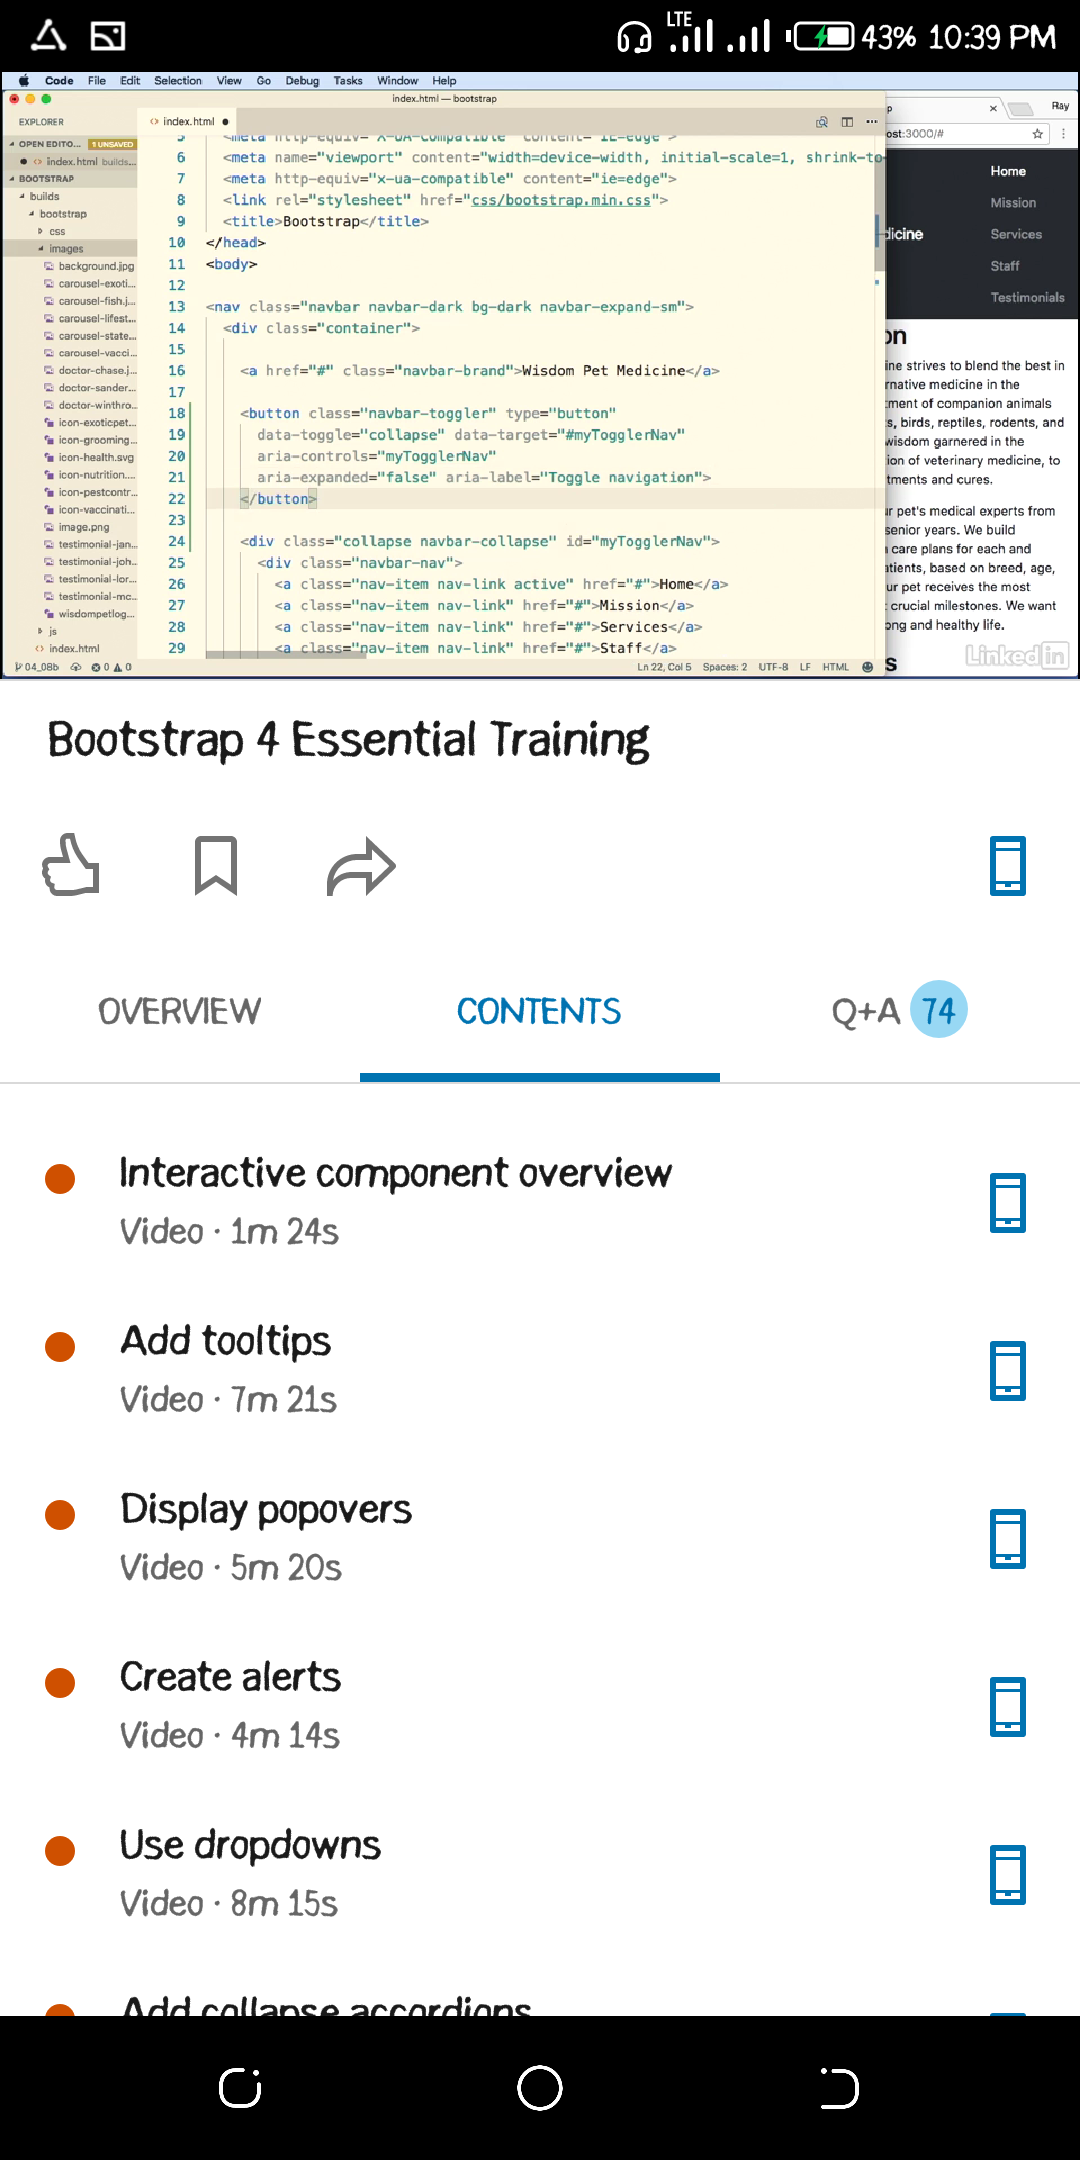 LTE 43% 10:39 PM
Code File Edit Selection View Go Debug Tasks Window Help
index.html — bootstrap
EXPLORER
index.html
OPEN EDITO... 1 UNSAVED
index.html builds...
BOOTSTRAP
builds
bootstrap
css
images
background.jpg
carousel-exoti...
carousel-fish.j...
carousel-lifest...
carousel-state...
carousel-vacci...
doctor-chase.j...
doctor-sander...
doctor-winthro...
icon-exoticpet...
icon-grooming...
icon-health.svg
icon-nutrition....
icon-pestcontr...
icon-vaccinati...
image.png
testimonial-jan...
testimonial-joh...
testimonial-lor...
testimonial-mc...
wisdompetlog...
js
index.html
5 <meta http-equiv="X-UA-Compatible" content="IE=edge">
6 <meta name="viewport" content="width=device-width, initial-scale=1, shrink-to-
7 <meta http-equiv="x-ua-compatible" content="ie=edge">
8 <link rel="stylesheet" href="css/bootstrap.min.css">
9 <title>Bootstrap</title>
10 </head>
11 <body>
12
13 <nav class="navbar navbar-dark bg-dark navbar-expand-sm">
14 <div class="container">
15
16 <a href="#" class="navbar-brand">Wisdom Pet Medicine</a>
17
18 <button class="navbar-toggler" type="button"
19 data-toggle="collapse" data-target="#myTogglerNav"
20 aria-controls="myTogglerNav"
21 aria-expanded="false" aria-label="Toggle navigation">
22 </button>
23
24 <div class="collapse navbar-collapse" id="myTogglerNav">
25 <div class="navbar-nav">
26 <a class="nav-item nav-link active" href="#">Home</a>
27 <a class="nav-item nav-link" href="#">Mission</a>
28 <a class="nav-item nav-link" href="#">Services</a>
29 <a class="nav-item nav-link" href="#">Staff</a>
04_08b 0 0 Ln 22, Col 5 Spaces: 2 UTF-8 LF HTML
p Ray
ost:3000/#
Home
Mission
dicine Services
Staff
Testimonials
on
ine strives to blend the best in
rnative medicine in the
tment of companion animals
s, birds, reptiles, rodents, and
wisdom garnered in the
ion of veterinary medicine, to
tments and cures.
ur pet's medical experts from
senior years. We build
care plans for each and
atients, based on breed, age,
ur pet receives the most
crucial milestones. We want
ong and healthy life.
s
Linked in
Bootstrap 4 Essential Training
OVERVIEW CONTENTS Q+A 74
Interactive component overview
Video · 1m 24s
Add tooltips
Video · 7m 21s
Display popovers
Video · 5m 20s
Create alerts
Video · 4m 14s
Use dropdowns
Video · 8m 15s
Add collapse accordions